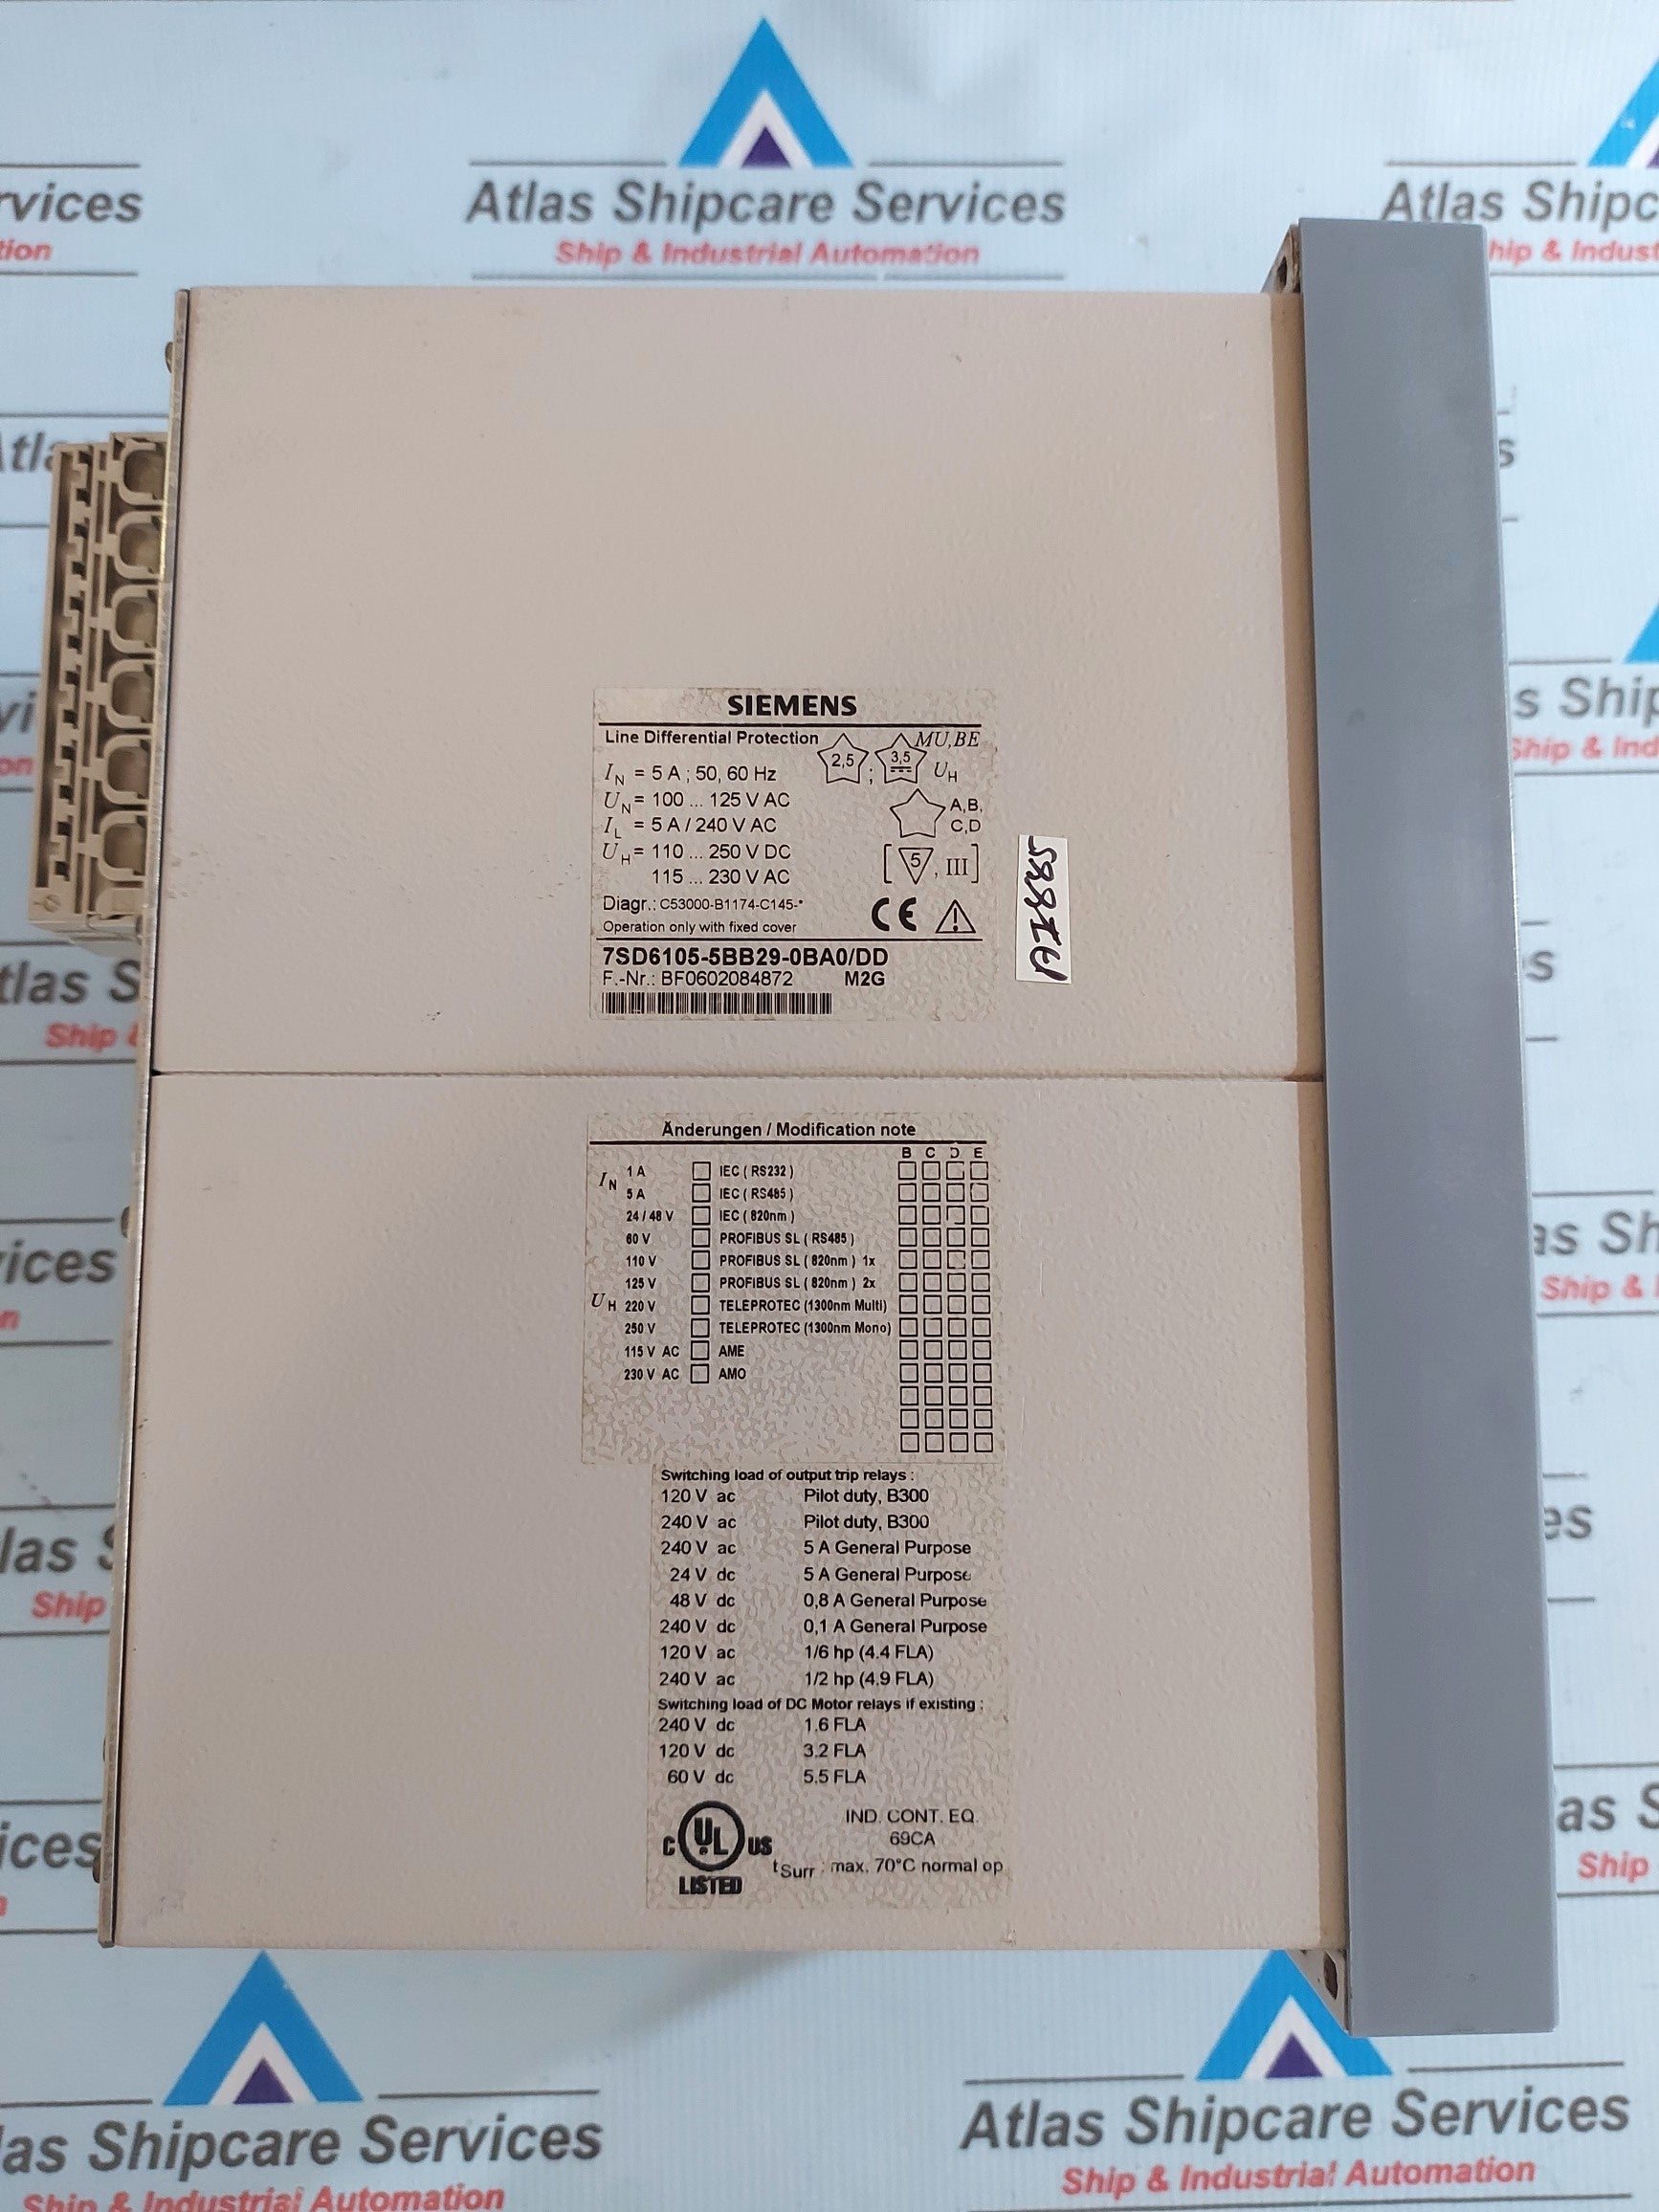 Atlas Shipcare Services
Ship & Industrial Automation
SIEMENS
Line Differential Protection
MU,BE
2,5 ; 3,5 UH
IN = 5 A ; 50, 60 Hz
UN = 100 ... 125 V AC
A,B,
C,D
IL = 5 A / 240 V AC
UH = 110 ... 250 V DC
[5, III]
115 ... 230 V AC
Diagr.: C53000-B1174-C145-*
CE
Operation only with fixed cover
7SD6105-5BB29-0BA0/DD
F.-Nr.: BF0602084872 M2G
Änderungen / Modification note
B C D E
IN 1 A IEC ( RS232 )
5 A IEC ( RS485 )
24 / 48 V IEC ( 820nm )
60 V PROFIBUS SL ( RS485 )
110 V PROFIBUS SL ( 820nm ) 1x
125 V PROFIBUS SL ( 820nm ) 2x
UH 220 V TELEPROTEC (1300nm Multi)
250 V TELEPROTEC (1300nm Mono)
115 V AC AME
230 V AC AMO
Switching load of output trip relays :
120 V ac Pilot duty, B300
240 V ac Pilot duty, B300
240 V ac 5 A General Purpose
24 V dc 5 A General Purpose
48 V dc 0,8 A General Purpose
240 V dc 0,1 A General Purpose
120 V ac 1/6 hp (4.4 FLA)
240 V ac 1/2 hp (4.9 FLA)
Switching load of DC Motor relays if existing :
240 V dc 1.6 FLA
120 V dc 3.2 FLA
60 V dc 5.5 FLA
IND. CONT. EQ.
69CA
C UL US
LISTED
tSurr : max. 70°C normal op
Atlas Shipcare Services
Ship & Industrial Automation
Atlas Shipcare Services
Ship & Industrial Automation